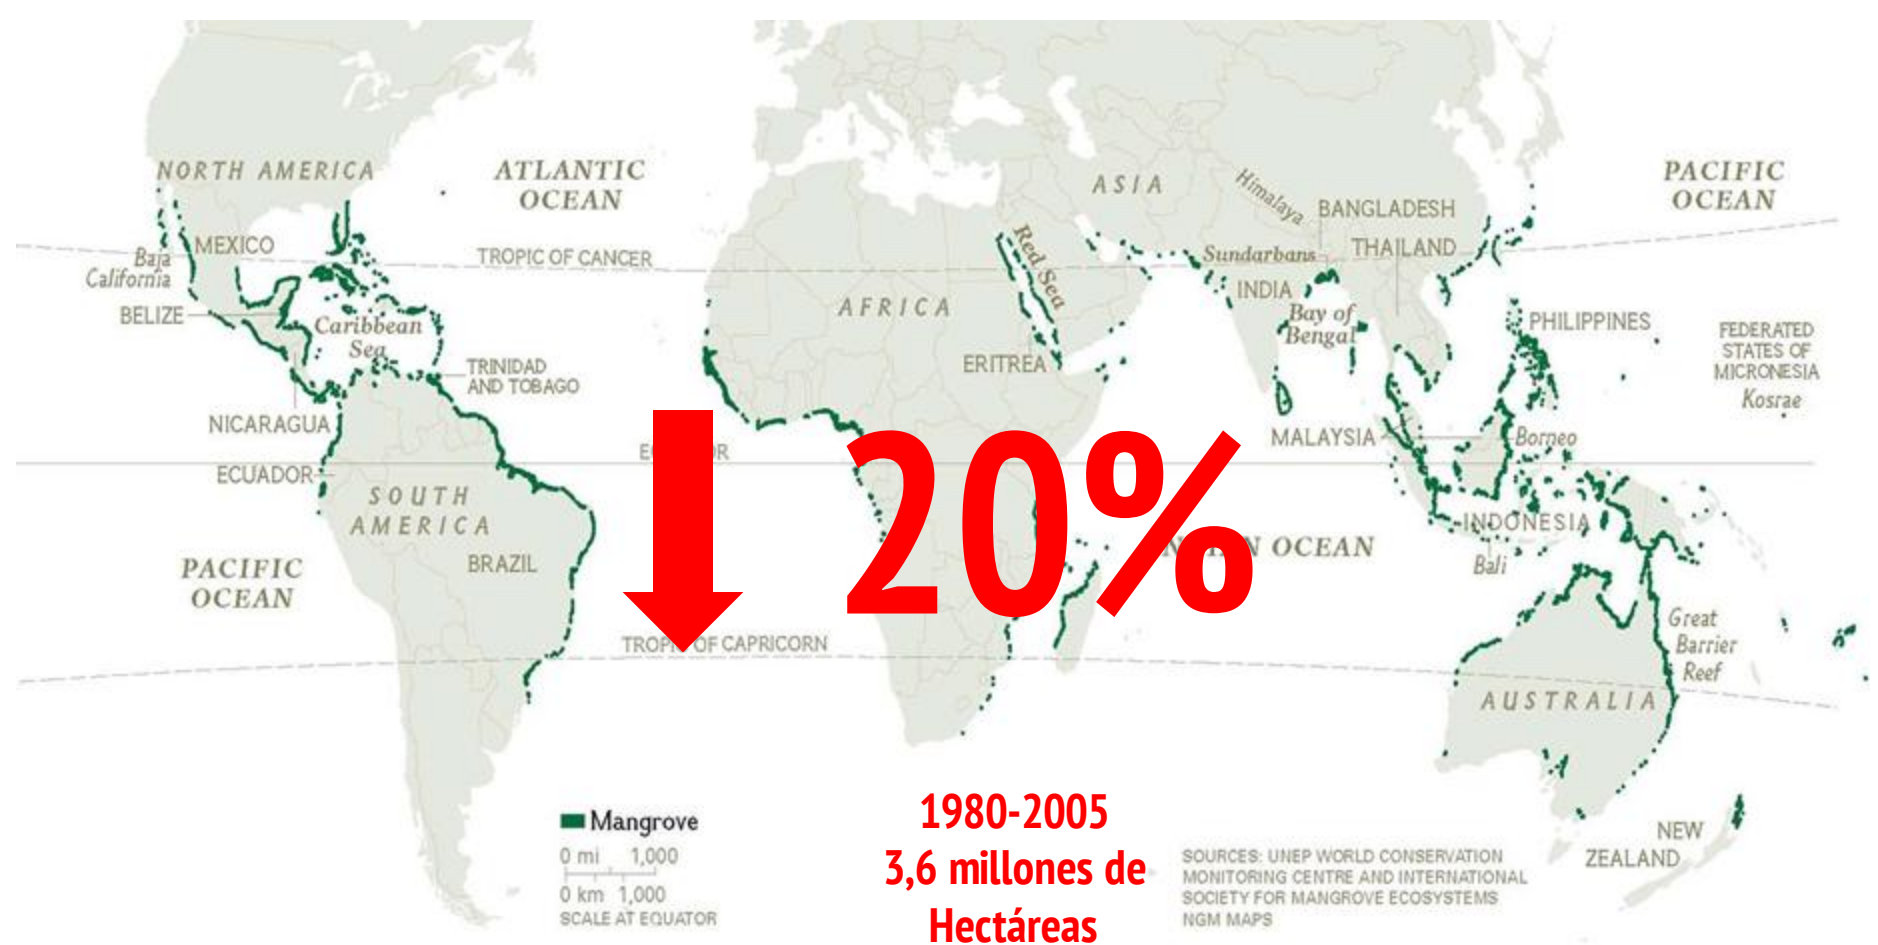 NORTH AMERICA
ATLANTIC
OCEAN
ASIA
Himalaya
PACIFIC
OCEAN
BANGLADESH
MEXICO
Baja
California
TROPIC OF CANCER
Red Sea
Sundarbans
THAILAND
INDIA
BELIZE
Caribbean
Sea
AFRICA
Bay of
Bengal
PHILIPPINES
FEDERATED
STATES OF
MICRONESIA
Kosrae
TRINIDAD
AND TOBAGO
ERITREA
NICARAGUA
MALAYSIA
Borneo
ECUADOR
20%
SOUTH
AMERICA
INDONESIA
BRAZIL
OCEAN
Bali
PACIFIC
OCEAN
Great
Barrier
Reef
OF CAPRICORN
AUSTRALIA
Mangrove
0 mi 1,000
0 km 1,000
SCALE AT EQUATOR
1980-2005
3,6 millones de
Hectáreas
SOURCES: UNEP WORLD CONSERVATION
MONITORING CENTRE AND INTERNATIONAL
SOCIETY FOR MANGROVE ECOSYSTEMS
NGM MAPS
NEW
ZEALAND